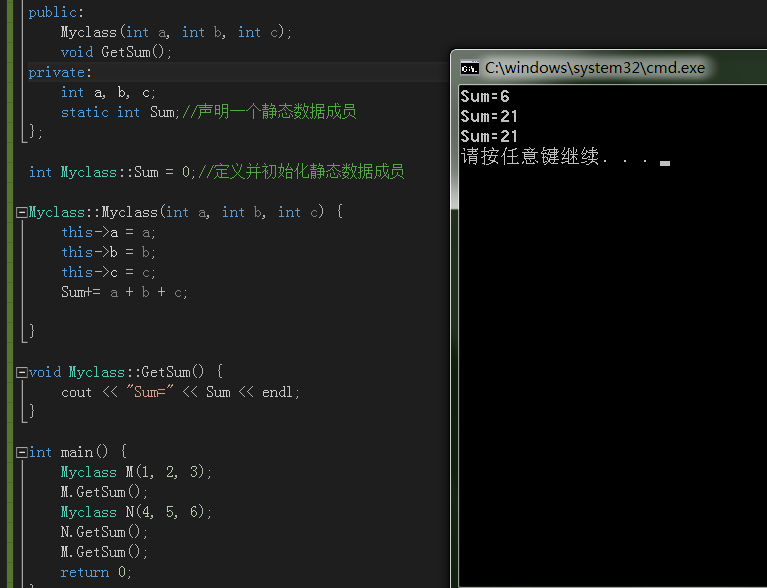 public:
Myclass(int a, int b, int c);
void GetSum();
private:
int a, b, c;
static int Sum;//声明一个静态数据成员
};
int Myclass::Sum = 0;//定义并初始化静态数据成员
Myclass::Myclass(int a, int b, int c) {
this->a = a;
this->b = b;
this->c = c;
Sum+= a + b + c;
}
void Myclass::GetSum() {
cout << "Sum=" << Sum << endl;
}
int main() {
Myclass M(1, 2, 3);
M.GetSum();
Myclass N(4, 5, 6);
N.GetSum();
M.GetSum();
return 0;
C:\windows\system32\cmd.exe
Sum=6
Sum=21
Sum=21
请按任意键继续. . .